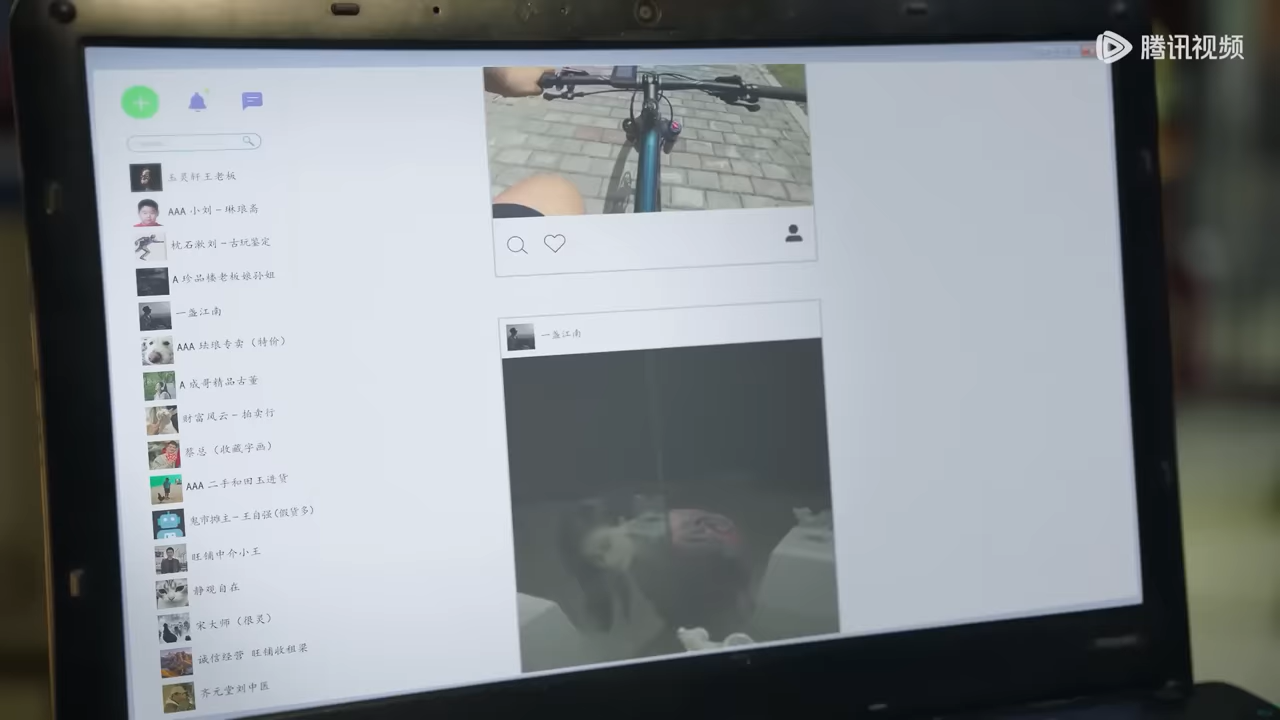 腾讯视频
玉灵轩王老板
AAA 小刘-琳琅斋
枕石漱刘-古玩鉴定
A 珍品楼老板娘孙姐
一盏江南
AAA 珐琅专卖（特价）
A 成哥精品古董
财富风云-拍卖行
蔡总（收藏字画）
AAA 二手和田玉进货
鬼市摊主-王自强(假货多)
旺铺中介小王
静观自在
宋大师（很灵）
诚信经营 旺铺收租梁
齐元堂刘中医
一盏江南